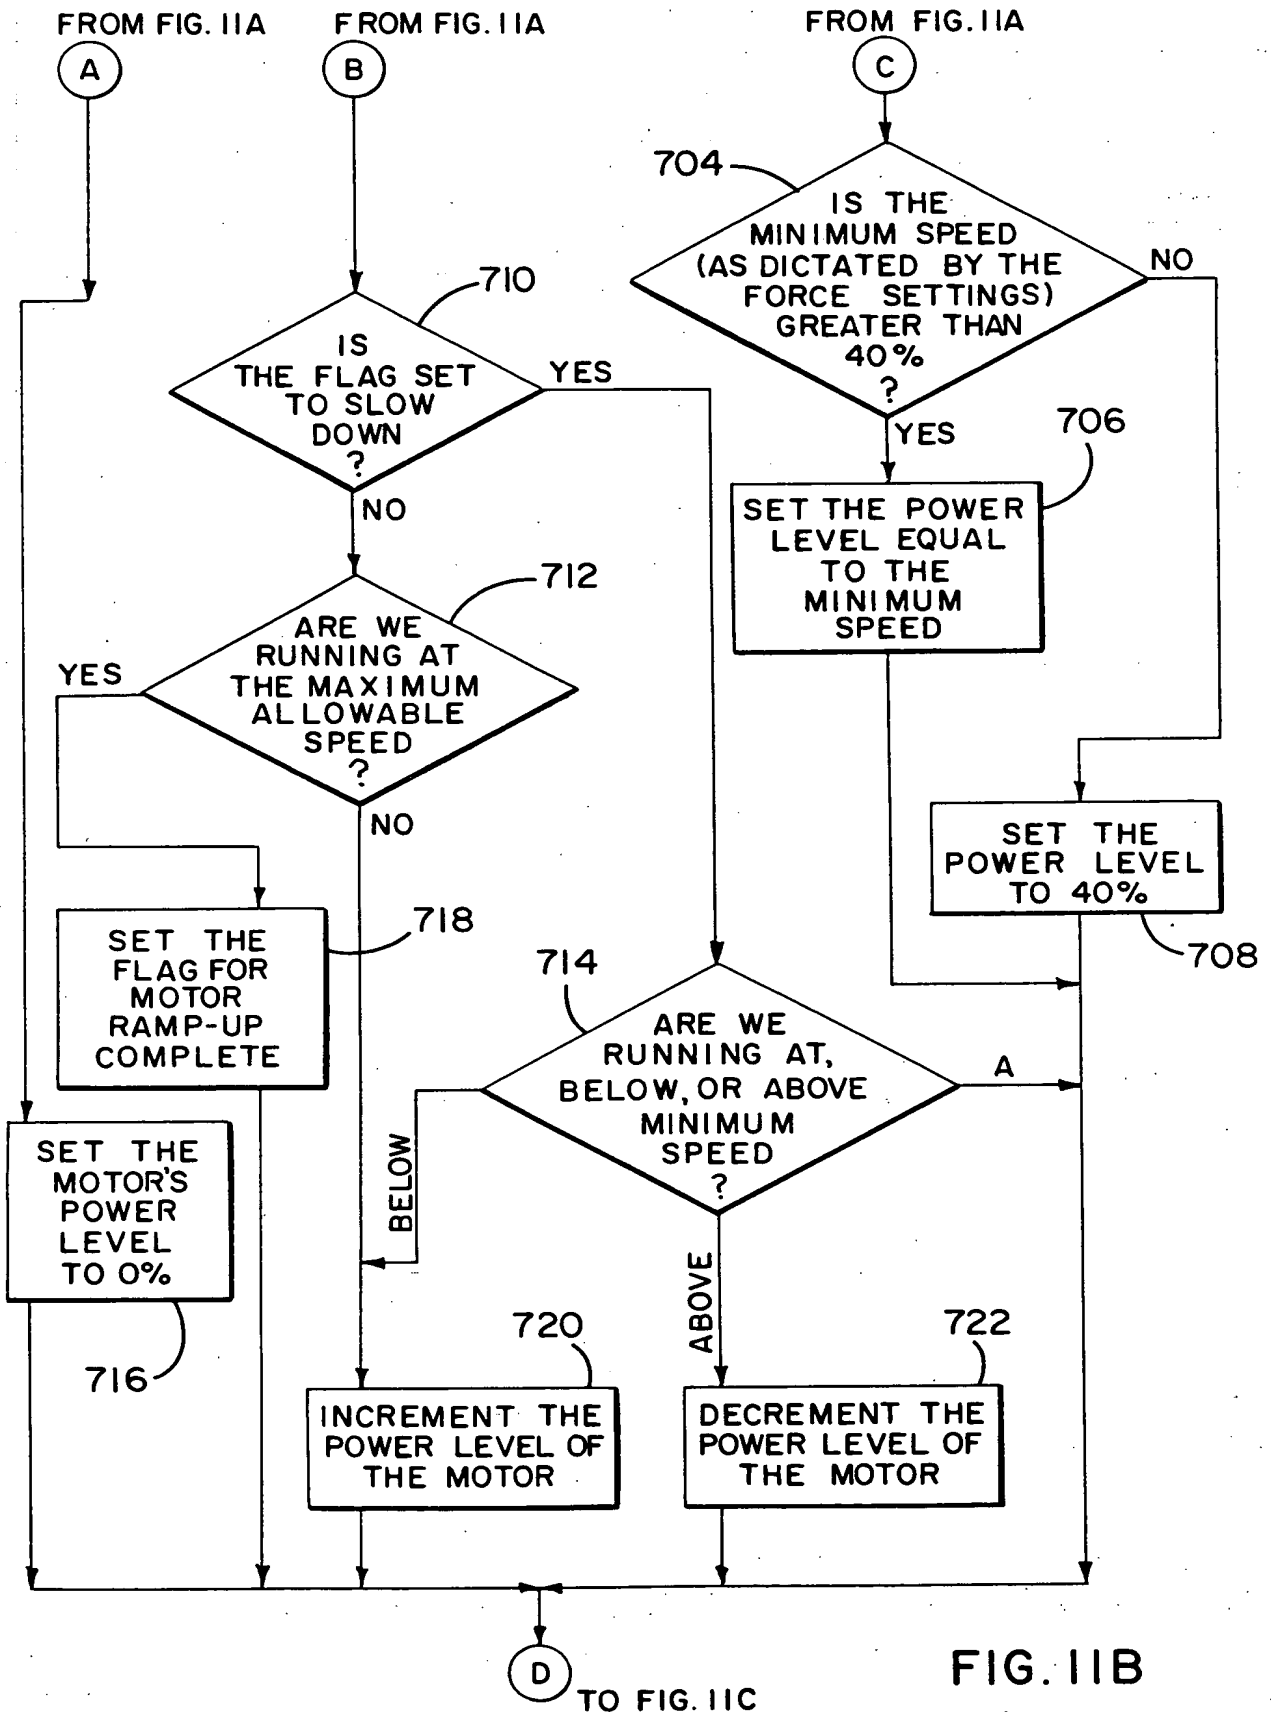 FROM FIG. 11A
FROM FIG. 11A
FROM FIG. 11A
A
B
C
704
IS THE
MINIMUM SPEED
(AS DICTATED BY THE
FORCE SETTINGS)
GREATER THAN
40%
?
NO
YES
710
IS
THE FLAG SET
TO SLOW
DOWN
?
YES
NO
706
SET THE POWER
LEVEL EQUAL
TO THE
MINIMUM
SPEED
712
ARE WE
RUNNING AT
THE MAXIMUM
ALLOWABLE
SPEED
?
YES
NO
SET THE
POWER LEVEL
TO 40%
708
718
SET THE
FLAG FOR
MOTOR
RAMP-UP
COMPLETE
714
ARE WE
RUNNING AT,
BELOW, OR ABOVE
MINIMUM
SPEED
?
A
BELOW
ABOVE
SET THE
MOTOR'S
POWER
LEVEL
TO 0%
716
720
INCREMENT THE
POWER LEVEL OF
THE MOTOR
722
DECREMENT THE
POWER LEVEL OF
THE MOTOR
D
TO FIG. 11C
FIG. 11B